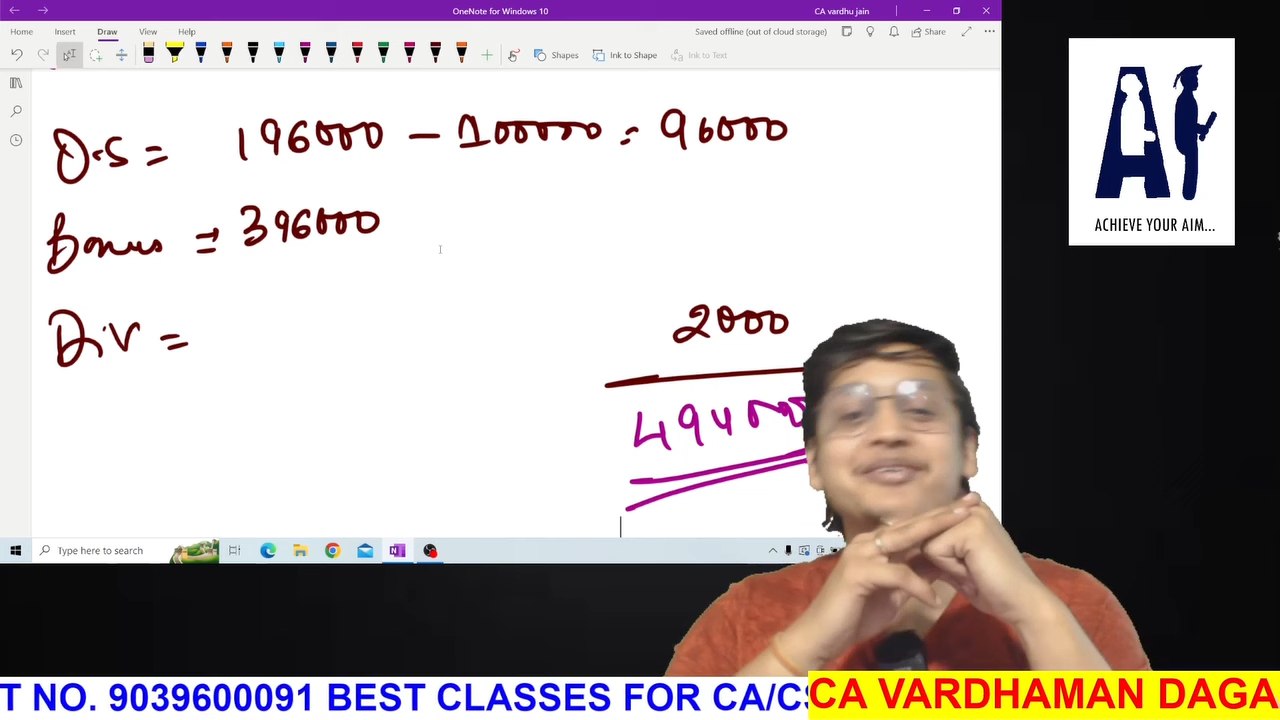 OneNote for Windows 10
CA vardhu jain
Home Insert Draw View Help
Saved offline (out of cloud storage)
Share
Shapes
Ink to Shape
Ink to Text
O.S = 196000 - 100000 = 96000
Bonus = 396000
Div =
2000
494000
Type here to search
ACHIEVE YOUR AIM...
T NO. 9039600091 BEST CLASSES FOR CA/CS
CA VARDHAMAN DAGA